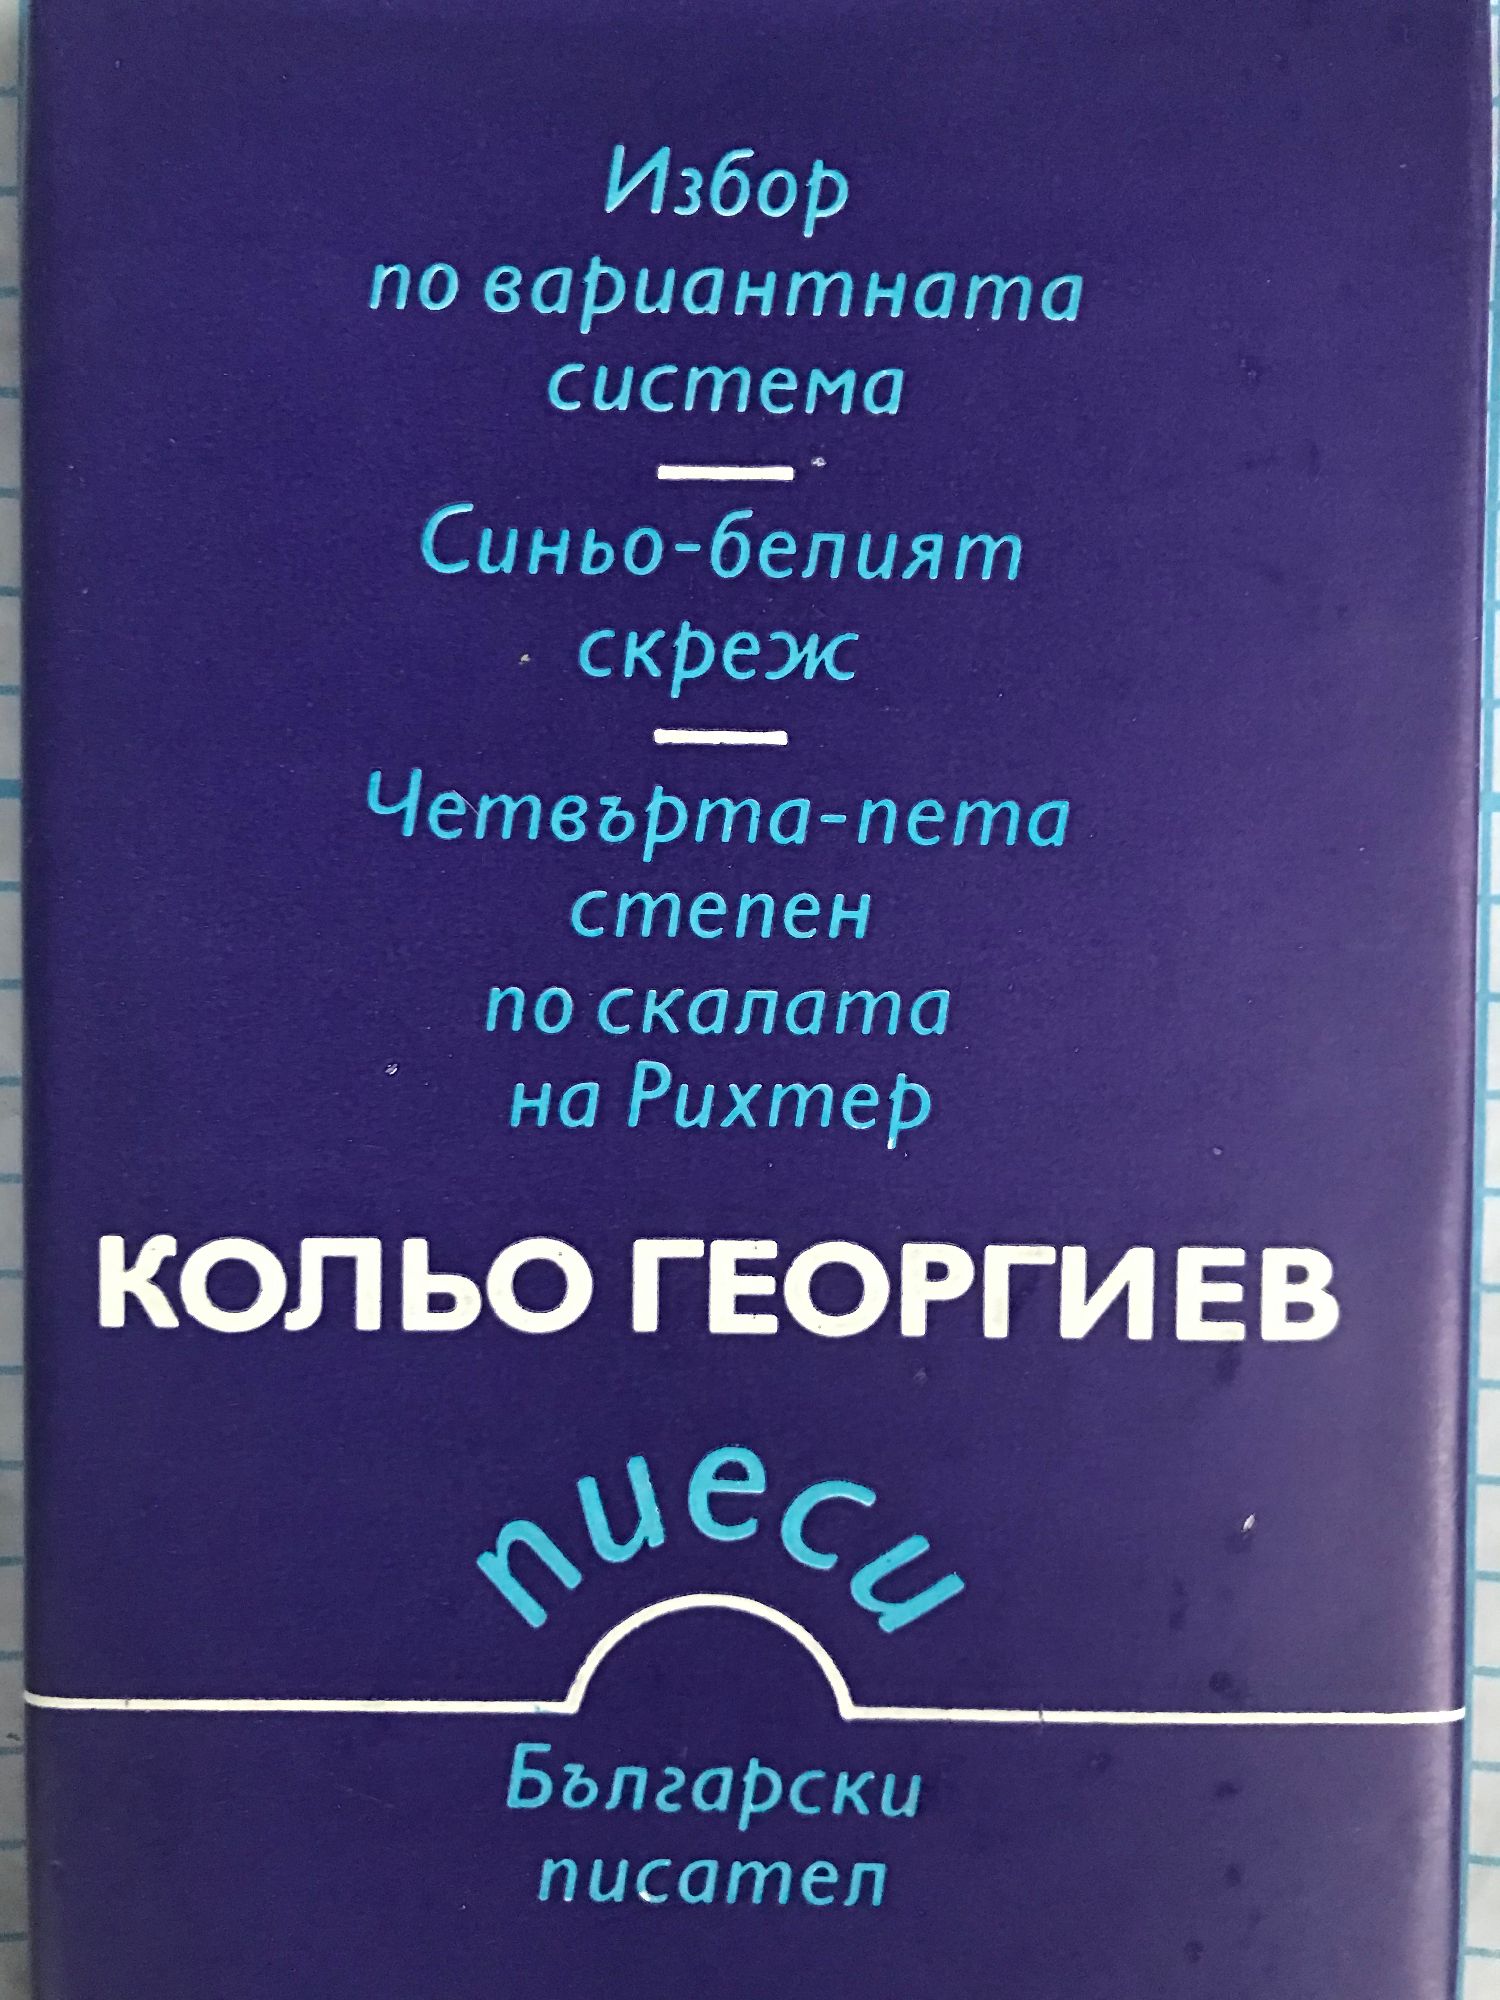 Избор
по вариантната
система
Синьо-белият
скреж
Четвърта-пета
степен
по скалата
на Рихтер
КОЛЬО ГЕОРГИЕВ
пиеси
Български
писател